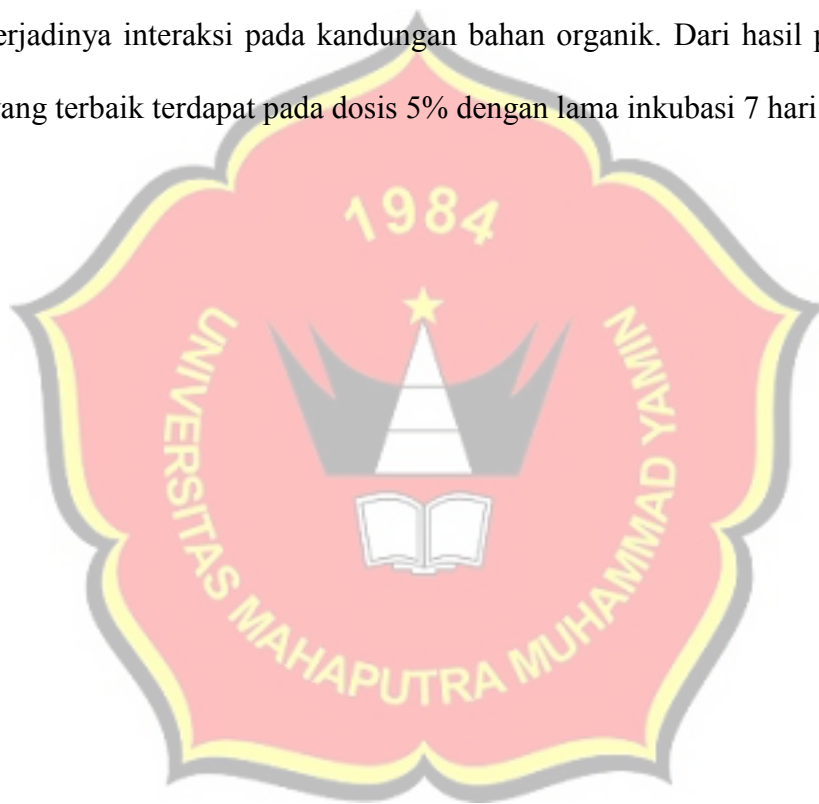 erjadinya interaksi pada kandungan bahan organik. Dari hasil p
yang terbaik terdapat pada dosis 5% dengan lama inkubasi 7 hari
1984
UNIVERSITAS MAHAPUTRA MUHAMMAD YAMIN